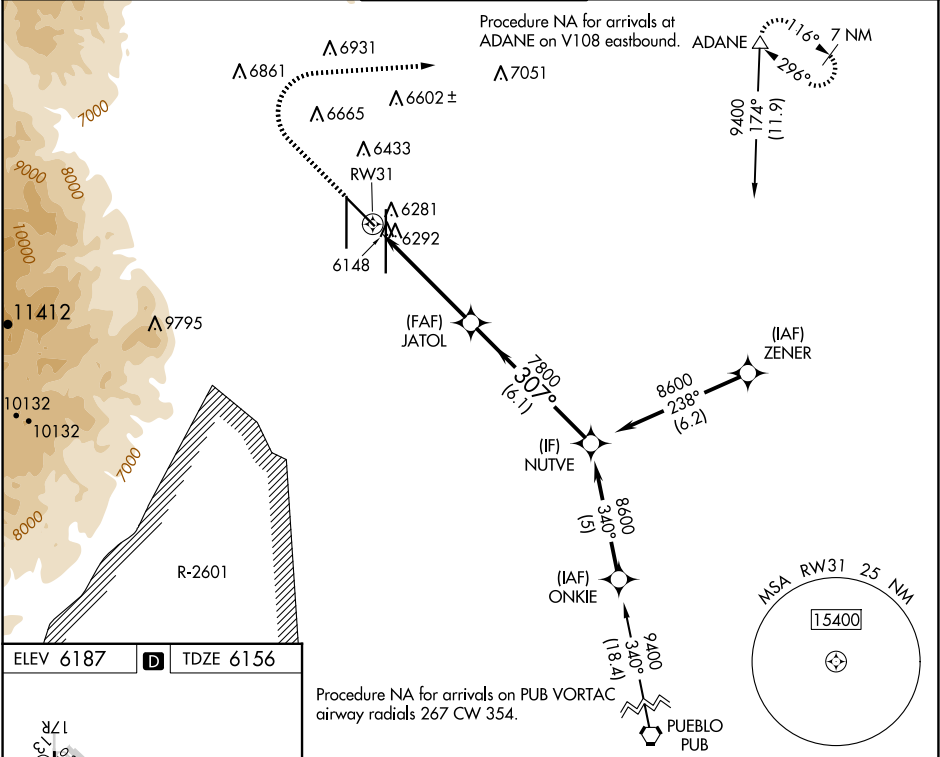 Procedure NA for arrivals at
ADANE on V108 eastbound.
ADANE
116°
7 NM
296°
9400
174°
(11.9)
6931
6861
7051
6602 ±
6665
7000
6433
RW31
9000
8000
6281
6292
10000
6148
11412
9795
(FAF)
JATOL
(IAF)
ZENER
7800
307°
(6.1)
8600
238°
(6.2)
10132
10132
(IF)
NUTVE
7000
8000
8600
340°
(5)
R-2601
(IAF)
ONKIE
MSA RW31 25 NM
15400
9400
340°
(18.4)
ELEV 6187
D
TDZE 6156
Procedure NA for arrivals on PUB VORTAC
airway radials 267 CW 354.
PUEBLO
PUB
17R